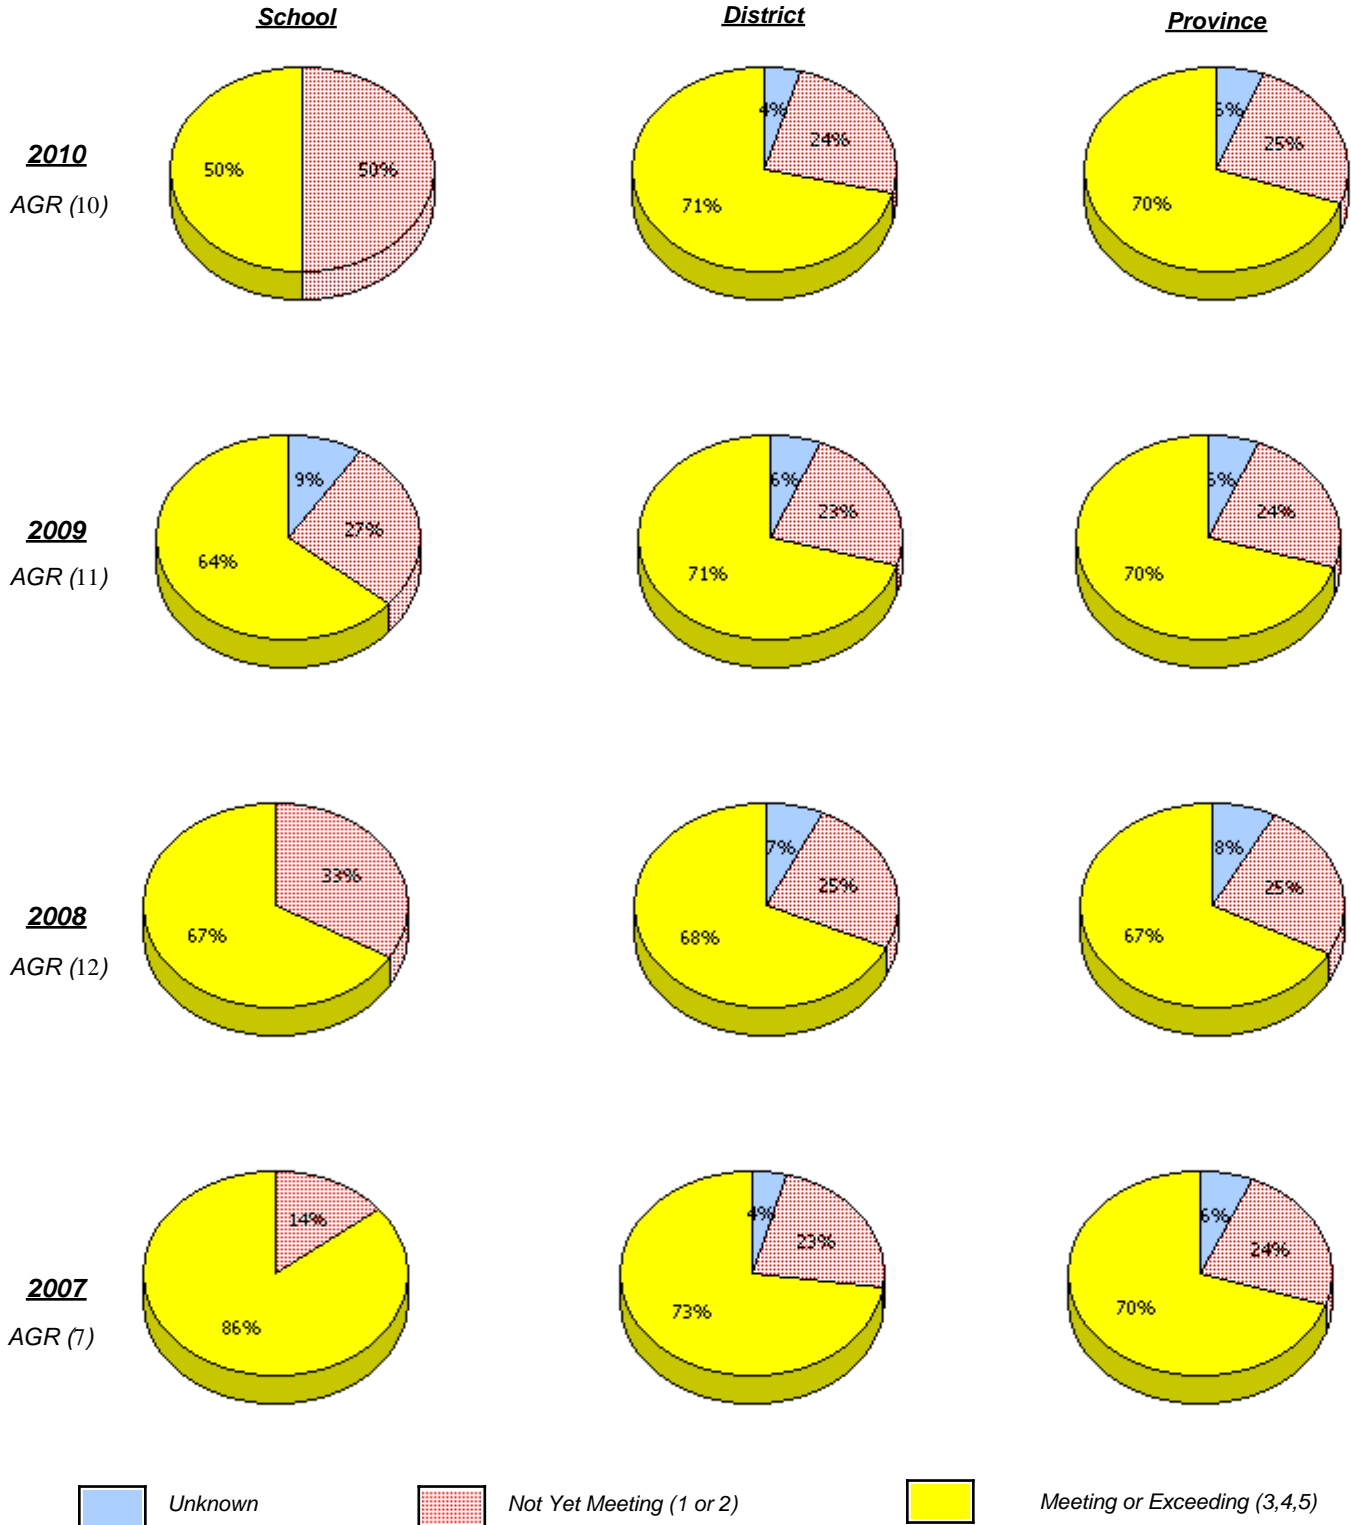 School District Province
4%
24% 25%
2010 50% 50%
AGR (10) 71% 70%
9% 6%
27% 23% 24%
2009
AGR (11) 64% 71% 70%
7% 8%
33% 25% 25%
2008 67% 68% 67%
AGR (12)
14% 4% 6%
23% 24%
2007 86% 73% 70%
AGR (7)
Unknown Not Yet Meeting (1 or 2) Meeting or Exceeding (3,4,5)